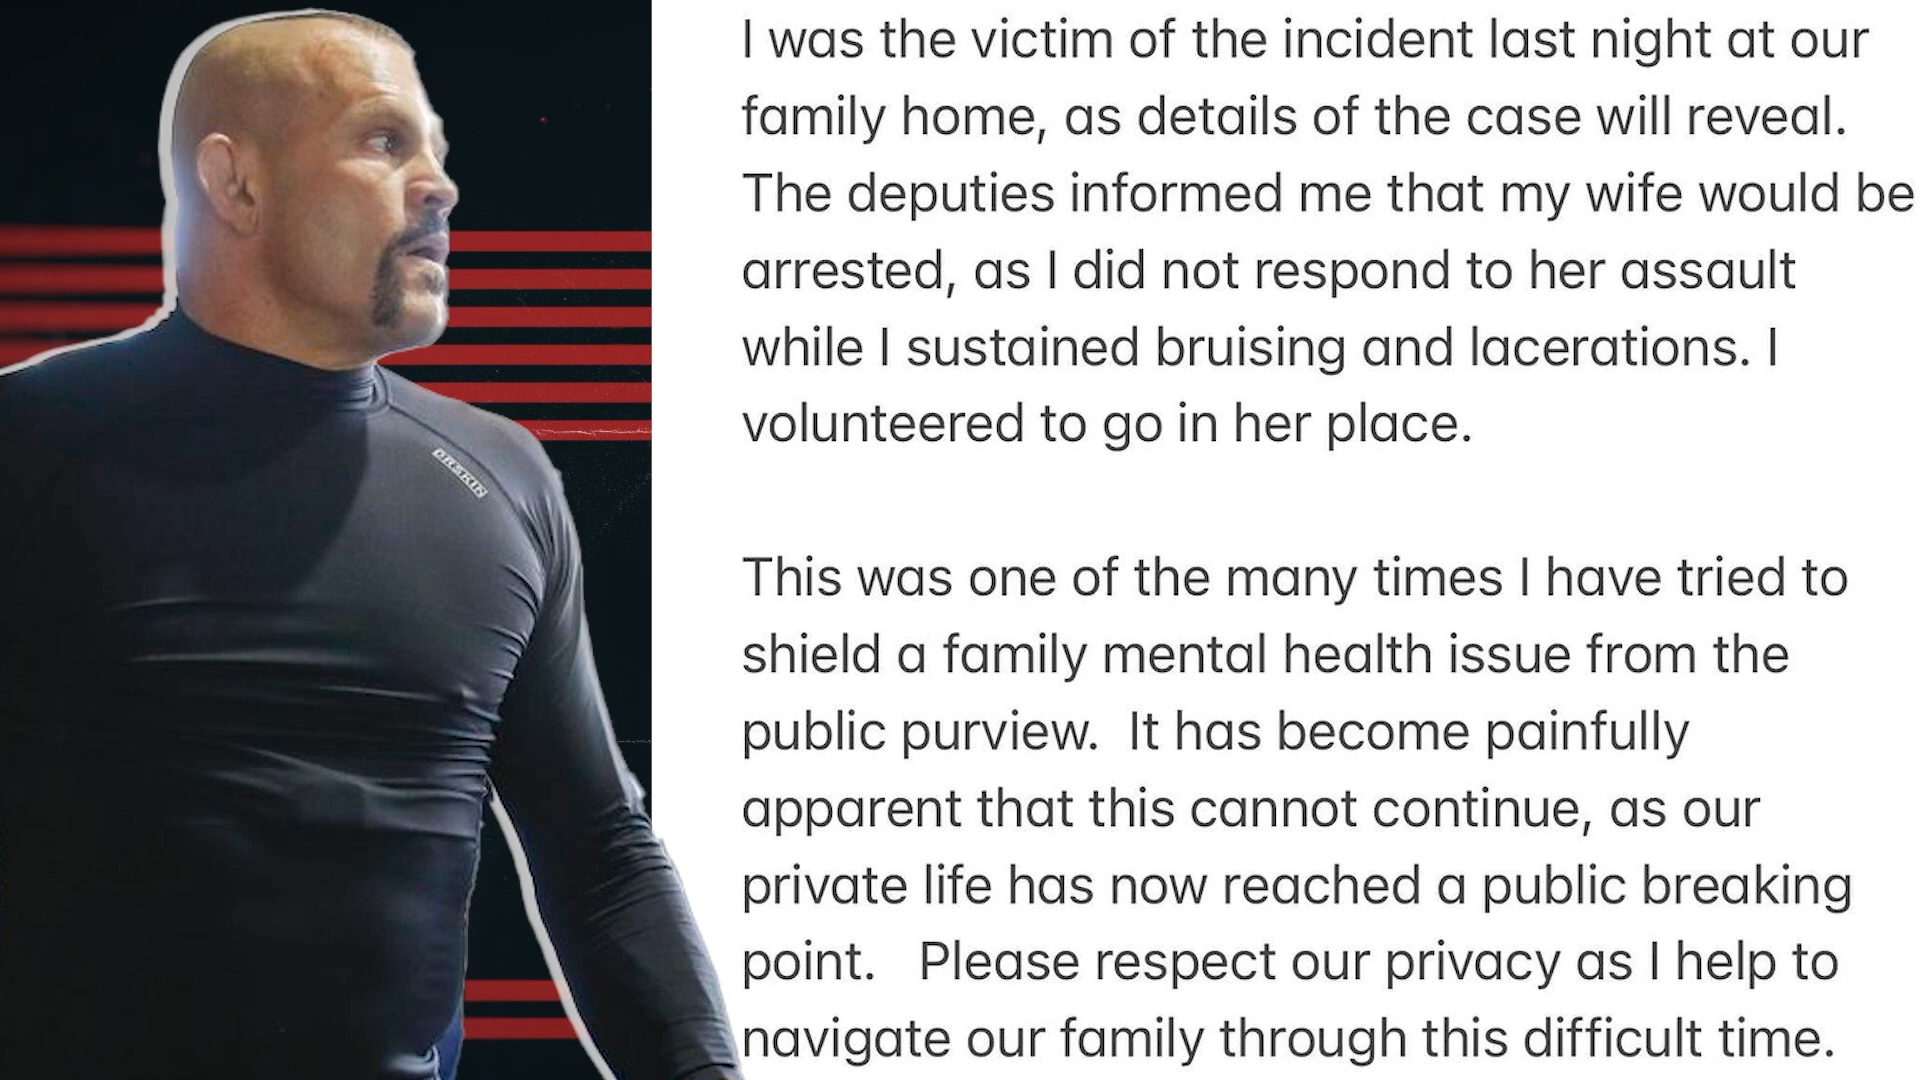 I was the victim of the incident last night at our
family home, as details of the case will reveal.
The deputies informed me that my wife would be
arrested, as I did not respond to her assault
while I sustained bruising and lacerations. I
volunteered to go in her place.
This was one of the many times I have tried to
shield a family mental health issue from the
public purview.  It has become painfully
apparent that this cannot continue, as our
private life has now reached a public breaking
point.   Please respect our privacy as I help to
navigate our family through this difficult time.